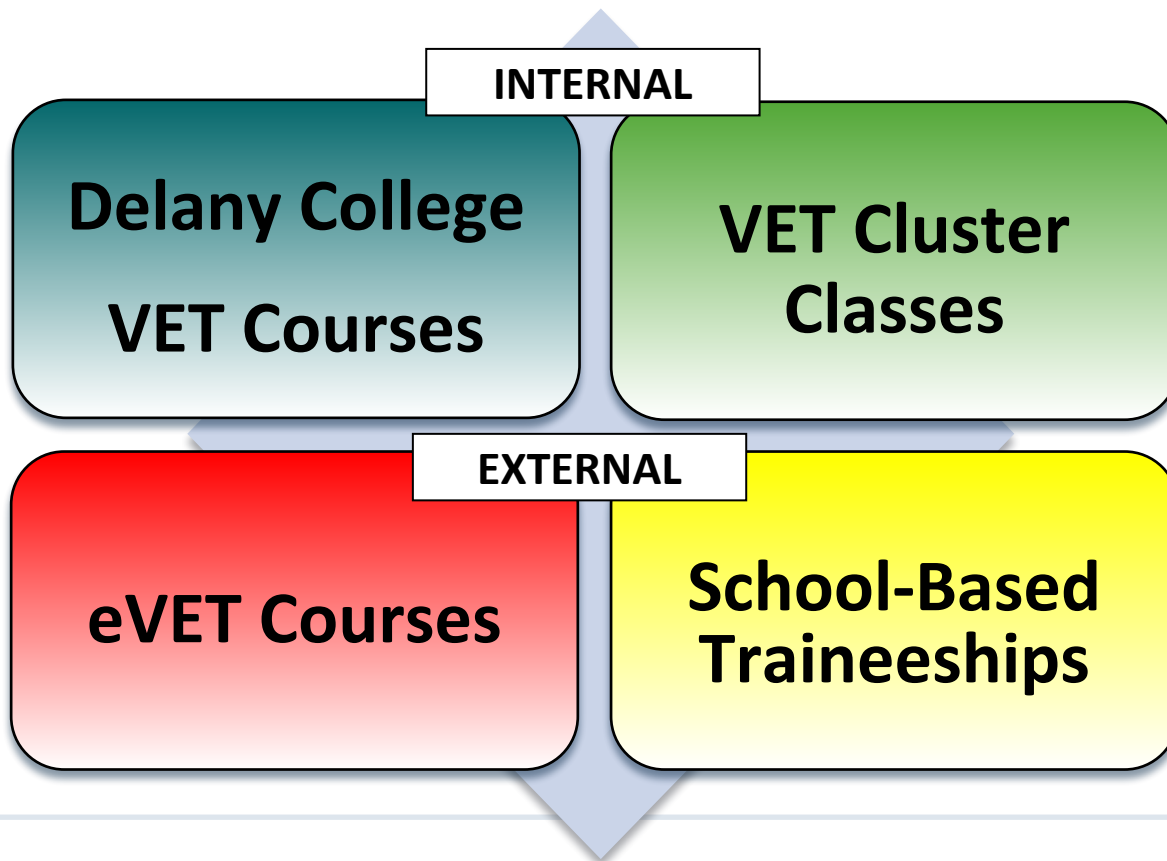 INTERNAL
Delany College
VET Courses
VET Cluster
Classes
EXTERNAL
eVET Courses
School-Based
Traineeships